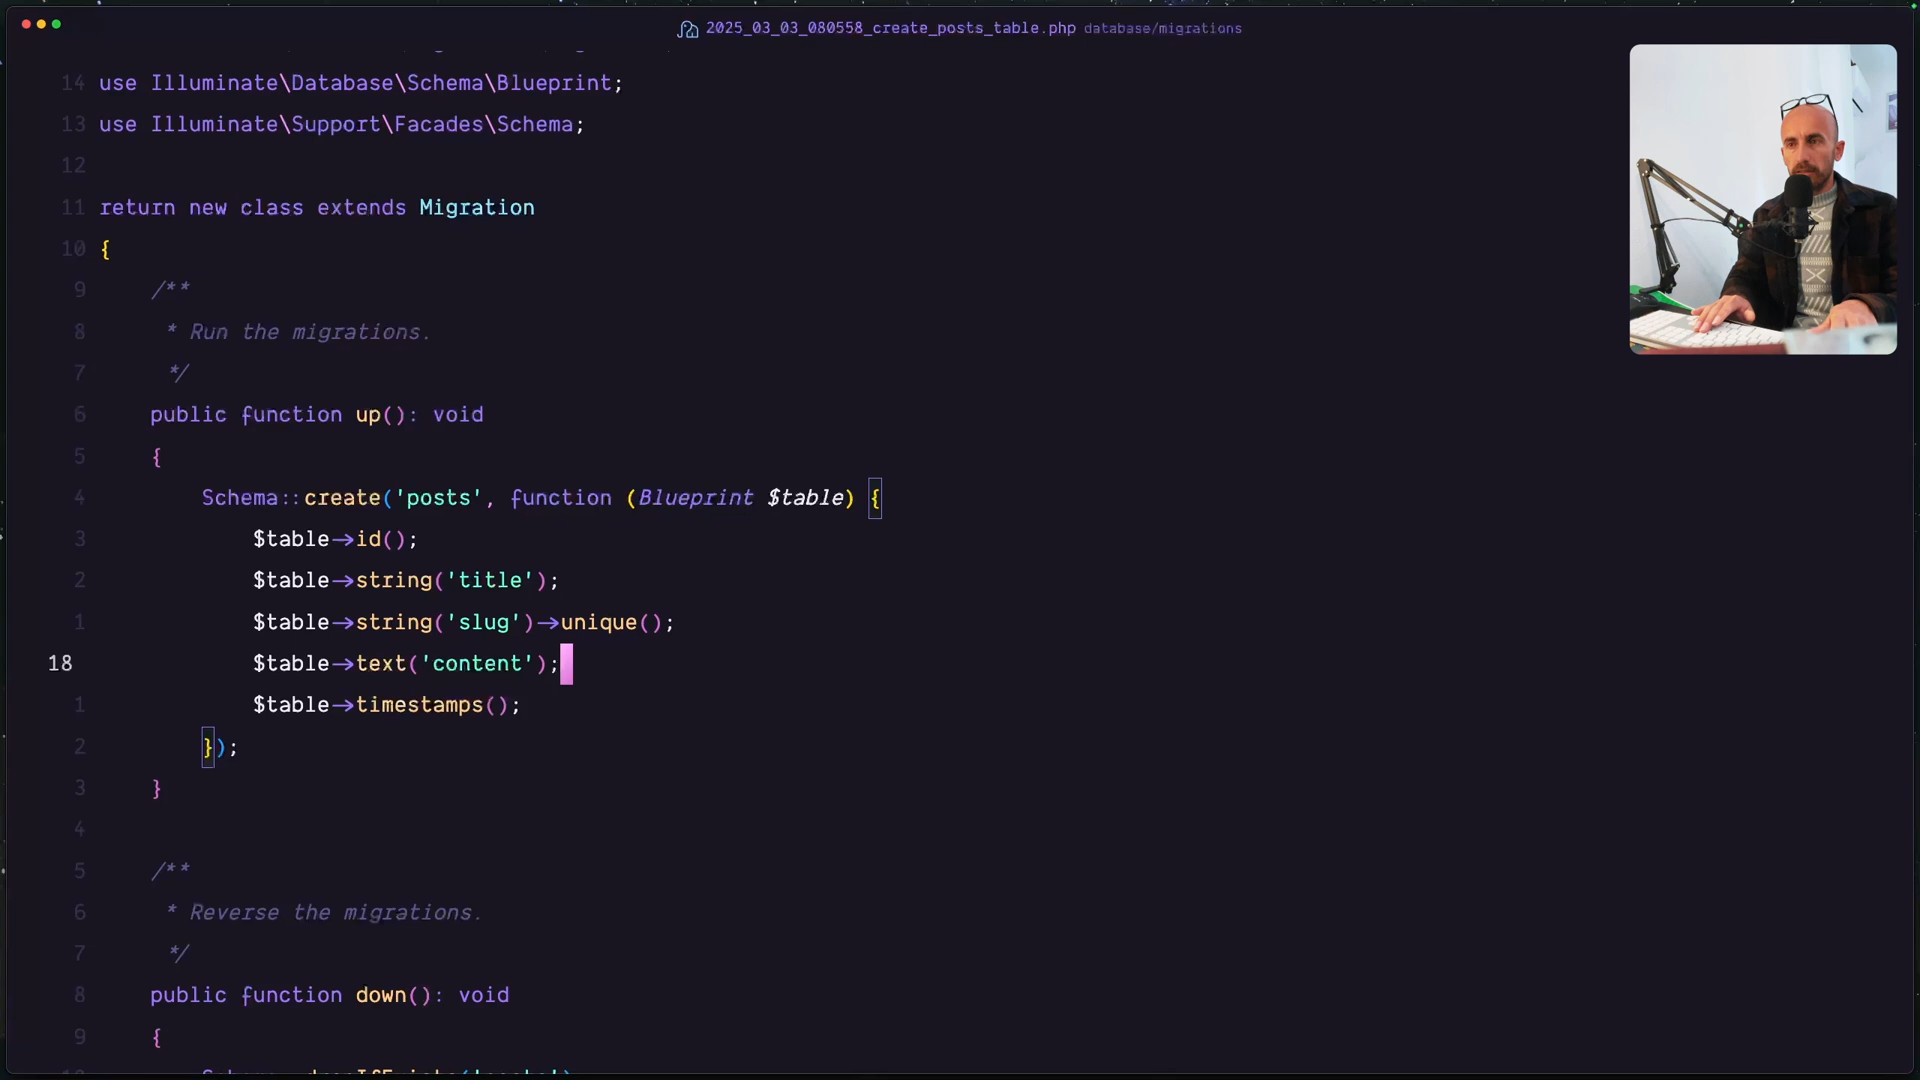 2025_03_03_080558_create_posts_table.php database/migrations
14 use Illuminate\Database\Schema\Blueprint;
13 use Illuminate\Support\Facades\Schema;
12
11 return new class extends Migration
10 {
9 /**
8 * Run the migrations.
7 */
6 public function up(): void
5 {
4 Schema::create('posts', function (Blueprint $table) {
3 $table->id();
2 $table->string('title');
1 $table->string('slug')->unique();
18 $table->text('content');
1 $table->timestamps();
2 });
3 }
4
5 /**
6 * Reverse the migrations.
7 */
8 public function down(): void
9 {